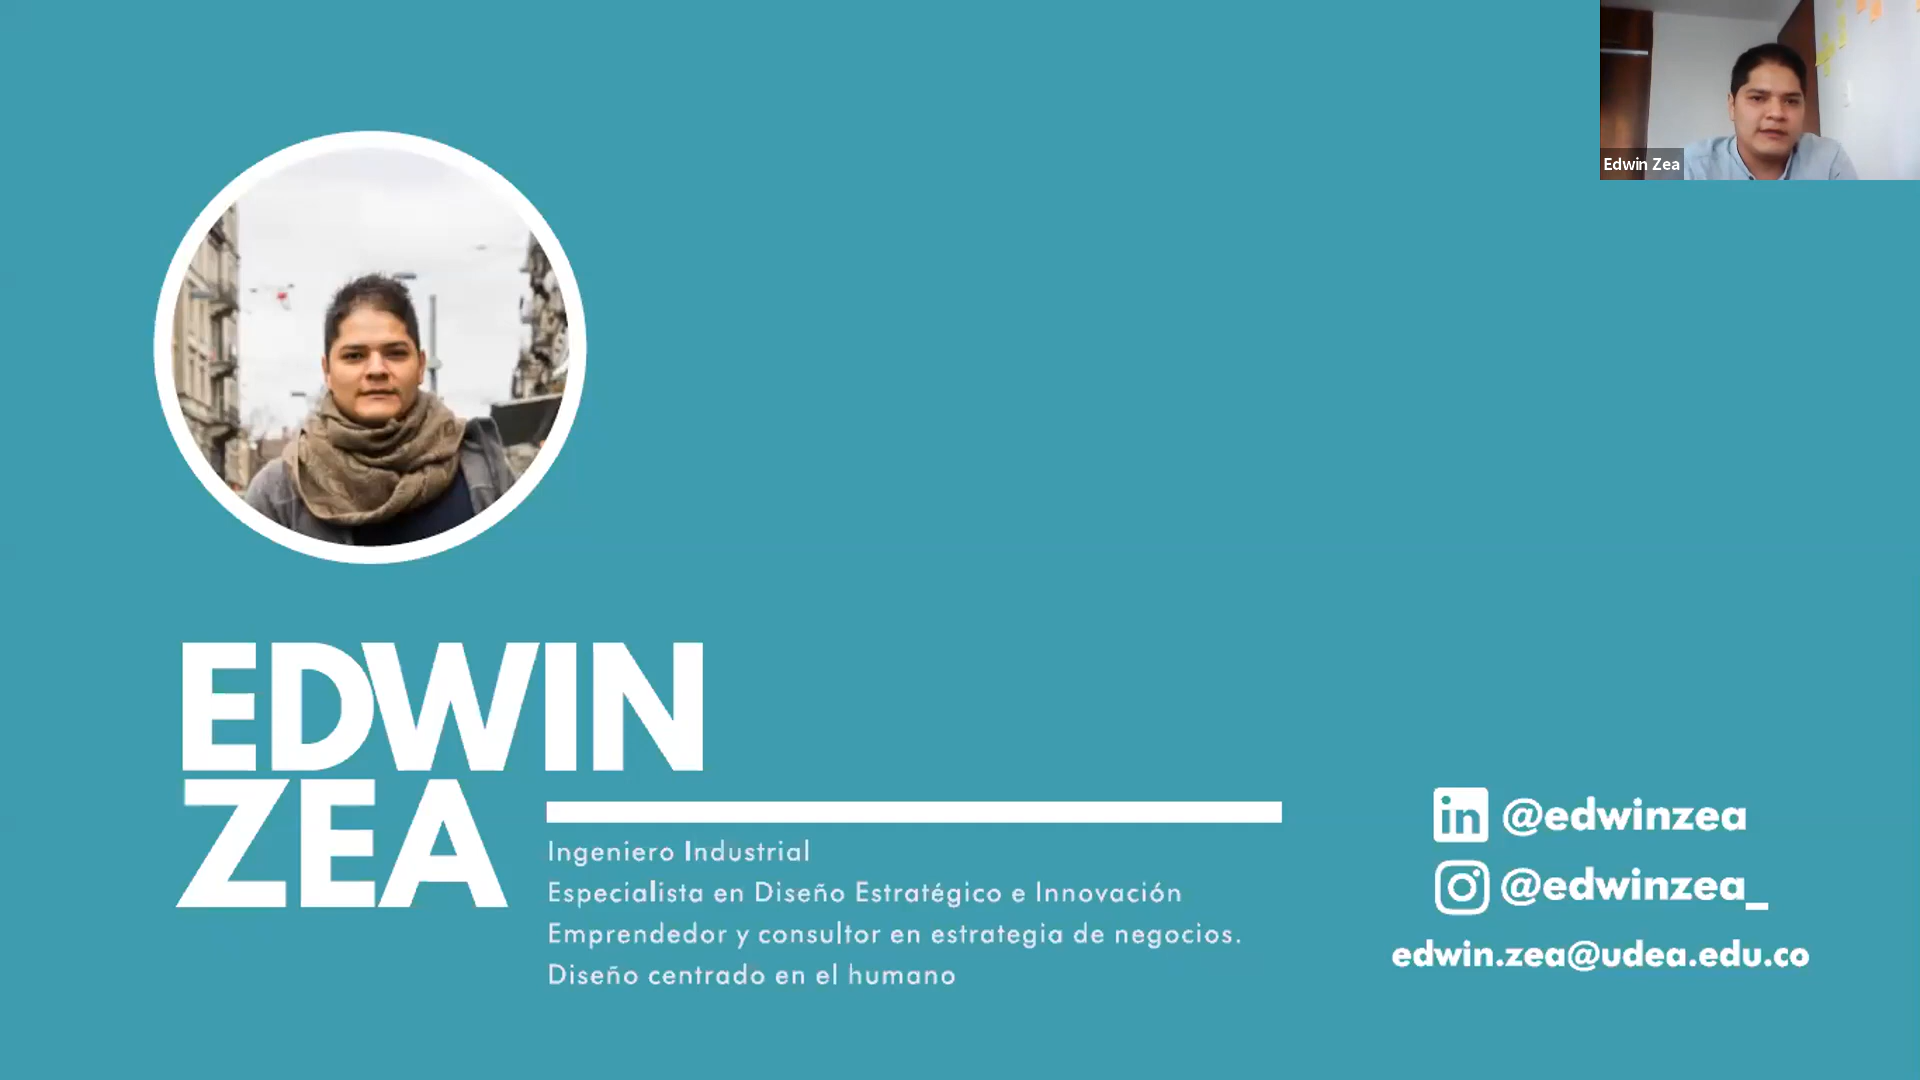 Edwin Zea
EDWIN
ZEA
Ingeniero Industrial
Especialista en Diseño Estratégico e Innovación
Emprendedor y consultor en estrategia de negocios.
Diseño centrado en el humano
in @edwinzea
@edwinzea_
edwin.zea@udea.edu.co